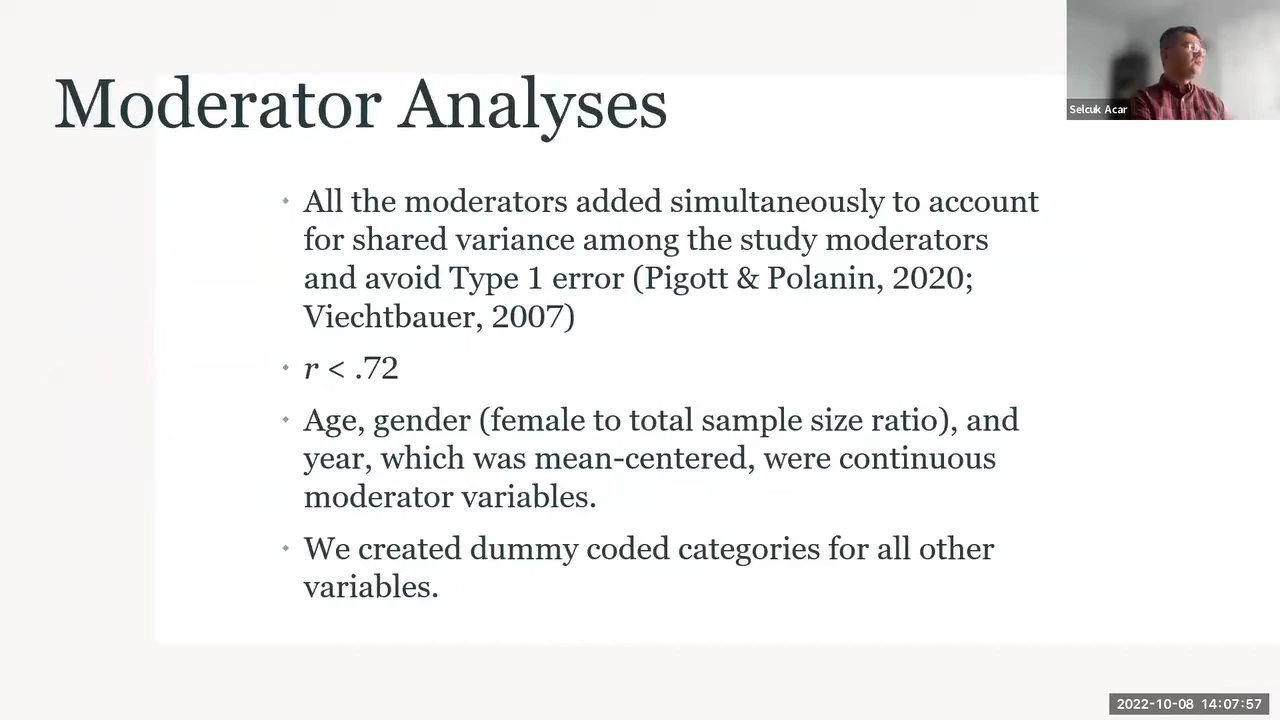 Moderator Analyses
Selcuk Acar
All the moderators added simultaneously to account
for shared variance among the study moderators
and avoid Type 1 error (Pigott & Polanin, 2020;
Viechtbauer, 2007)
r < .72
Age, gender (female to total sample size ratio), and
year, which was mean-centered, were continuous
moderator variables.
We created dummy coded categories for all other
variables.
2022-10-08 14:07:57